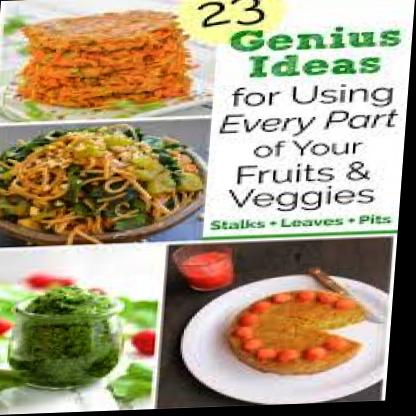 23
Genius
Ideas
for Using
Every Part
of Your
Fruits &
Veggies
Stalks • Leaves • Pits